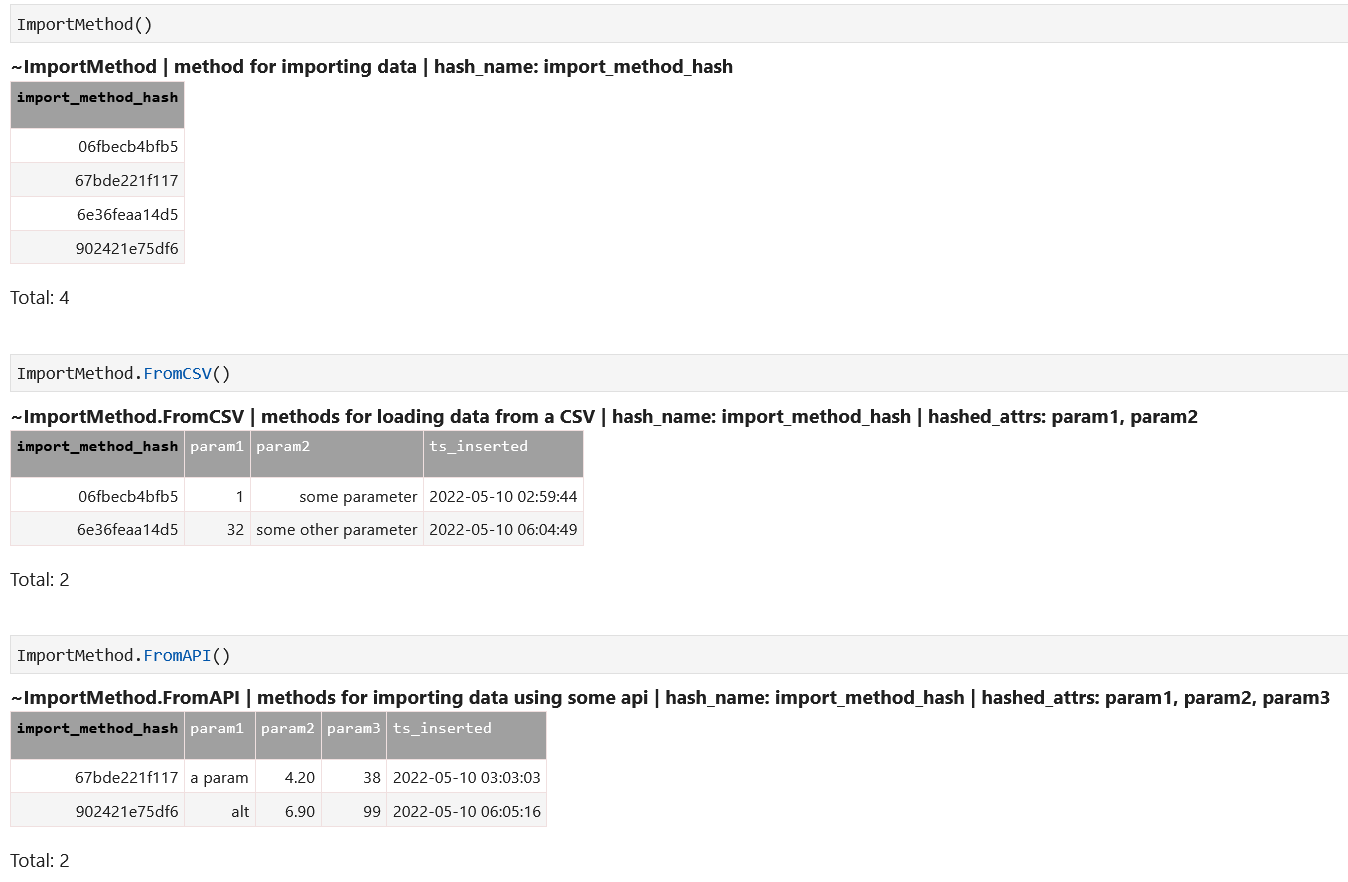 ImportMethod()
~ImportMethod | method for importing data | hash_name: import_method_hash
import_method_hash
06fbecb4bfb5
67bde221f117
6e36feaa14d5
902421e75df6
Total: 4
ImportMethod.FromCSV()
~ImportMethod.FromCSV | methods for loading data from a CSV | hash_name: import_method_hash | hashed_attrs: param1, param2
import_method_hash param1 param2 ts_inserted
06fbecb4bfb5 1 some parameter 2022-05-10 02:59:44
6e36feaa14d5 32 some other parameter 2022-05-10 06:04:49
Total: 2
ImportMethod.FromAPI()
~ImportMethod.FromAPI | methods for importing data using some api | hash_name: import_method_hash | hashed_attrs: param1, param2, param3
import_method_hash param1 param2 param3 ts_inserted
67bde221f117 a param 4.20 38 2022-05-10 03:03:03
902421e75df6 alt 6.90 99 2022-05-10 06:05:16
Total: 2